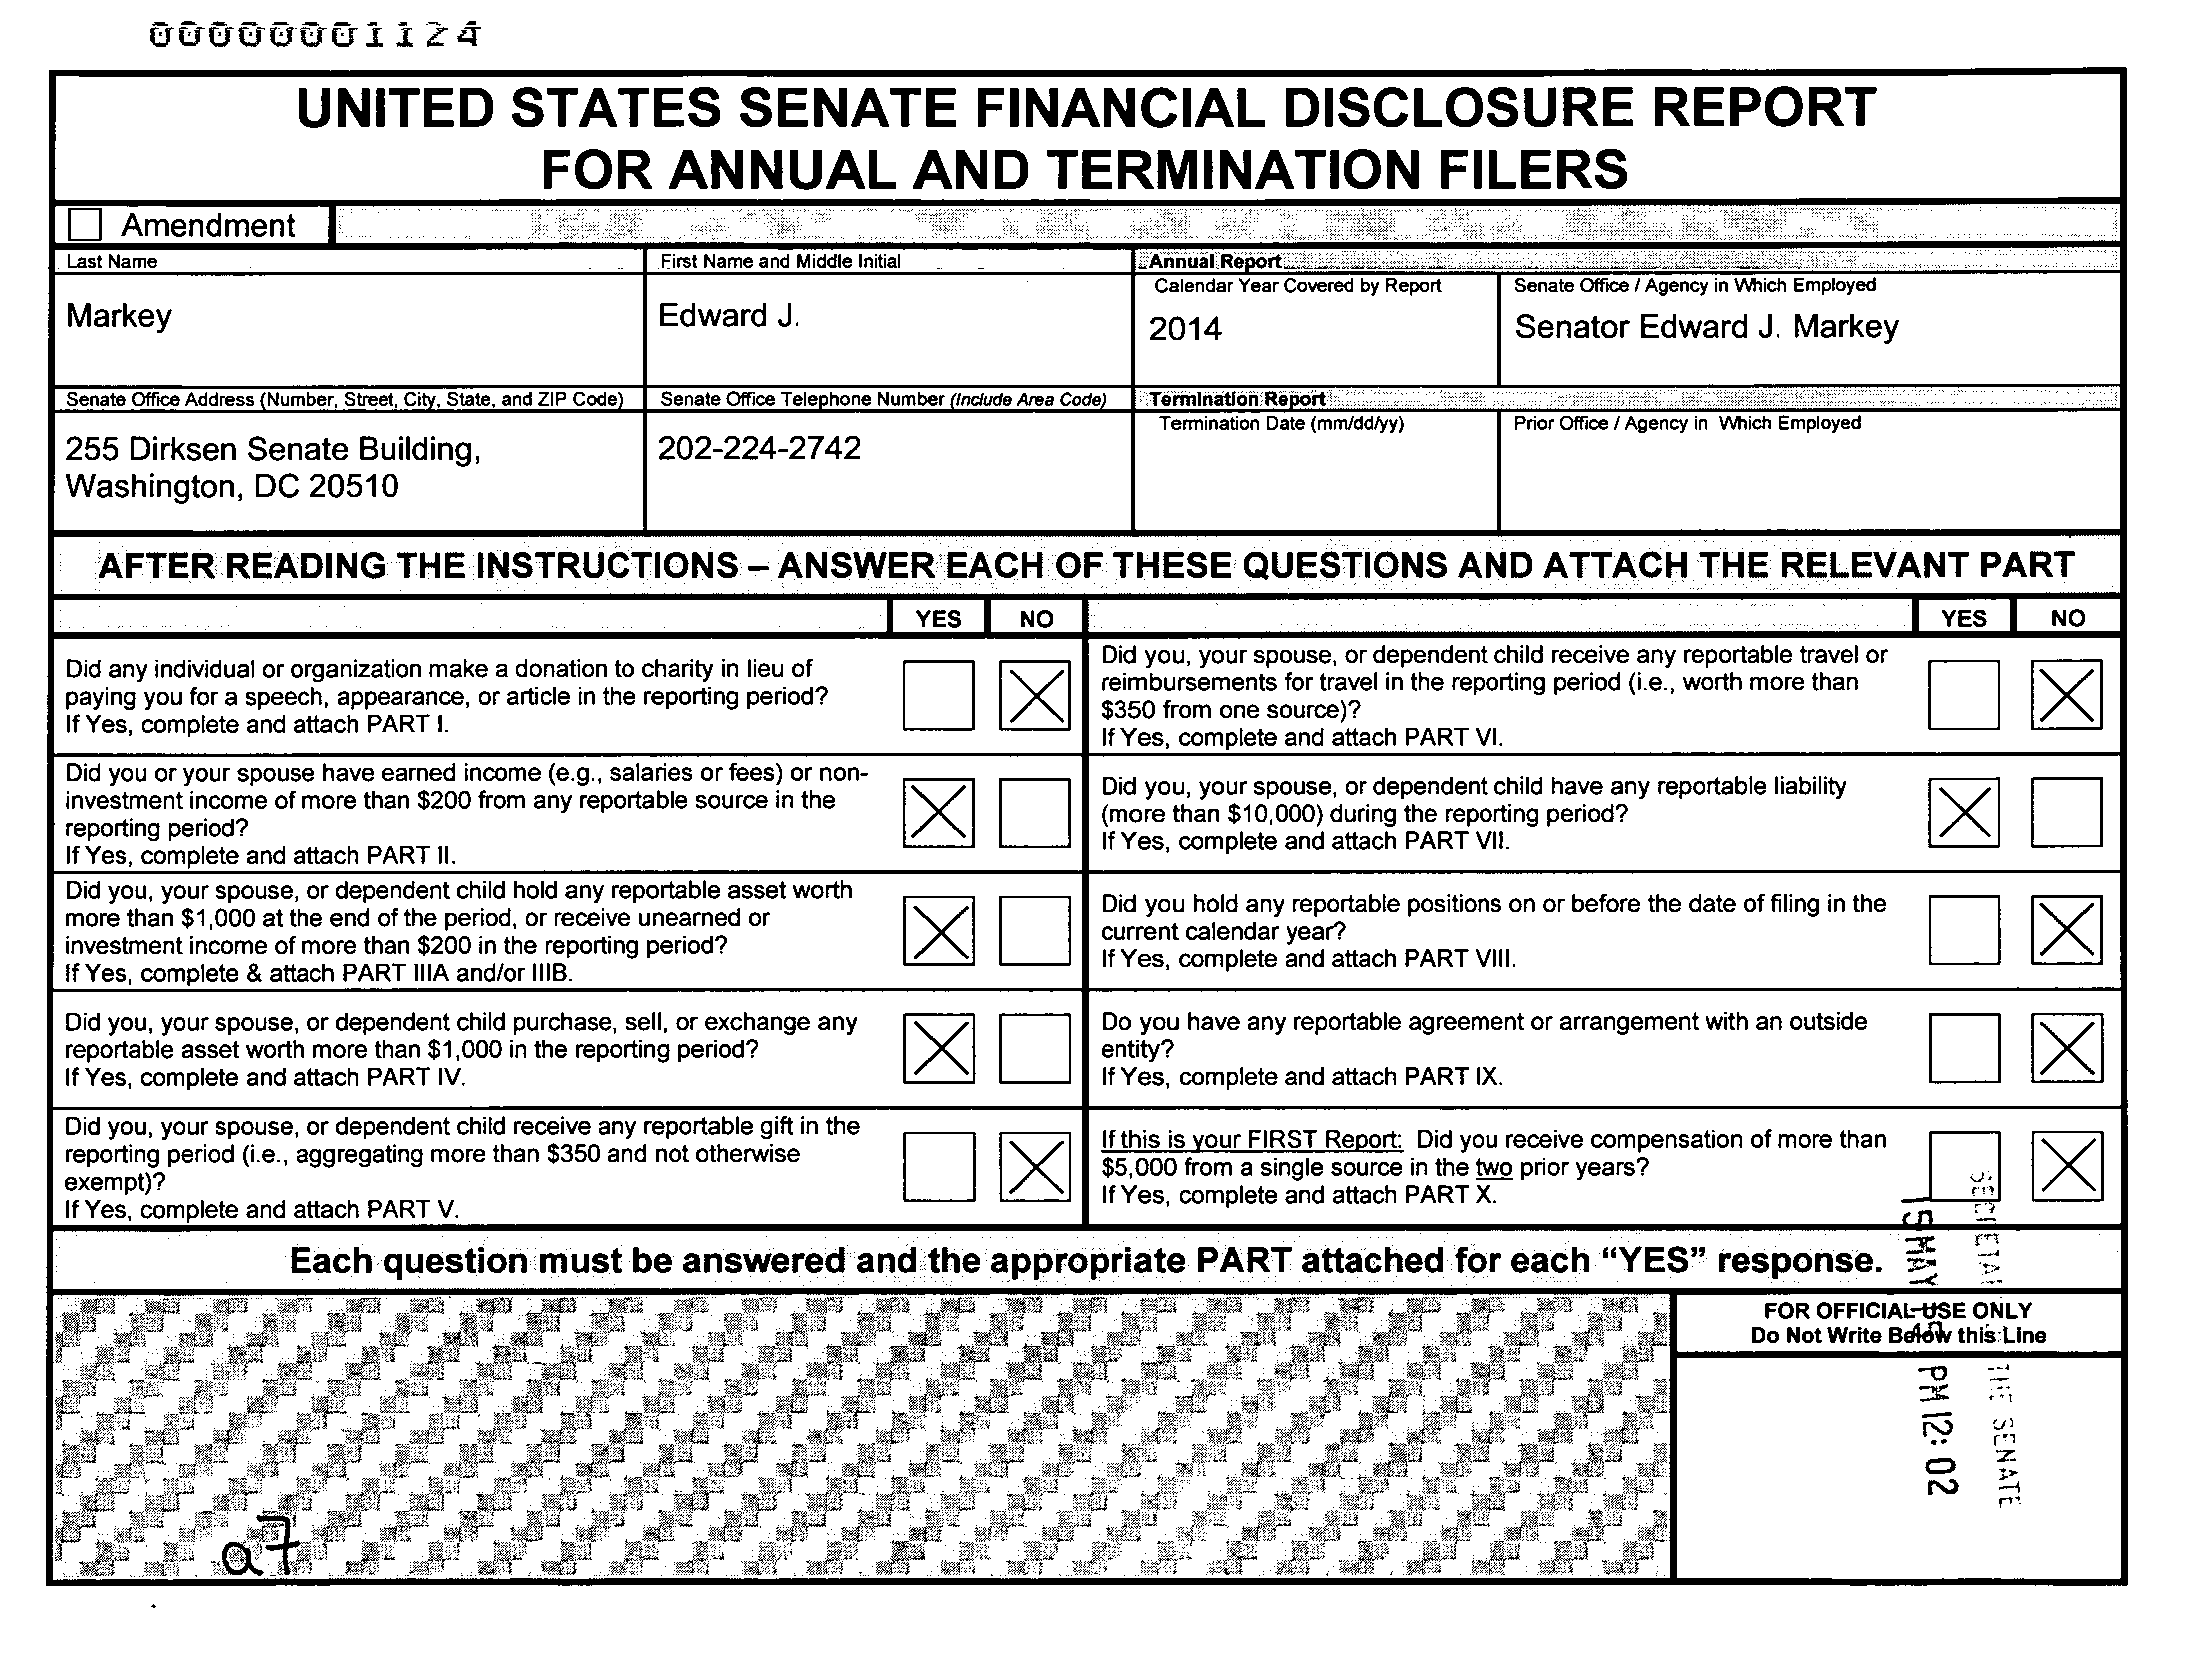 00000001124
UNITED STATES SENATE FINANCIAL DISCLOSURE REPORT
FOR ANNUAL AND TERMINATION FILERS
Amendment
Last Name
Markey
First Name and Middle Initial
Edward J.
Annual Report
Calendar Year Covered by Report
2014
Senate Office / Agency in Which Employed
Senator Edward J. Markey
Senate Office Address (Number, Street, City, State, and ZIP Code)
255 Dirksen Senate Building,
Washington, DC 20510
Senate Office Telephone Number (Include Area Code)
202-224-2742
Termination Report
Termination Date (mm/dd/yy)
Prior Office / Agency in Which Employed
AFTER READING THE INSTRUCTIONS – ANSWER EACH OF THESE QUESTIONS AND ATTACH THE RELEVANT PART
YES NO
Did any individual or organization make a donation to charity in lieu of
paying you for a speech, appearance, or article in the reporting period?
If Yes, complete and attach PART I.
Did you or your spouse have earned income (e.g., salaries or fees) or non-
investment income of more than $200 from any reportable source in the
reporting period?
If Yes, complete and attach PART II.
Did you, your spouse, or dependent child hold any reportable asset worth
more than $1,000 at the end of the period, or receive unearned or
investment income of more than $200 in the reporting period?
If Yes, complete & attach PART IIIA and/or IIIB.
Did you, your spouse, or dependent child purchase, sell, or exchange any
reportable asset worth more than $1,000 in the reporting period?
If Yes, complete and attach PART IV.
Did you, your spouse, or dependent child receive any reportable gift in the
reporting period (i.e., aggregating more than $350 and not otherwise
exempt)?
If Yes, complete and attach PART V.
YES NO
Did you, your spouse, or dependent child receive any reportable travel or
reimbursements for travel in the reporting period (i.e., worth more than
$350 from one source)?
If Yes, complete and attach PART VI.
Did you, your spouse, or dependent child have any reportable liability
(more than $10,000) during the reporting period?
If Yes, complete and attach PART VII.
Did you hold any reportable positions on or before the date of filing in the
current calendar year?
If Yes, complete and attach PART VIII.
Do you have any reportable agreement or arrangement with an outside
entity?
If Yes, complete and attach PART IX.
If this is your FIRST Report: Did you receive compensation of more than
$5,000 from a single source in the two prior years?
If Yes, complete and attach PART X.
Each question must be answered and the appropriate PART attached for each “YES” response.
FOR OFFICIAL USE ONLY
Do Not Write Below this Line
THE SENATE
MAY
PM 12:02
a7